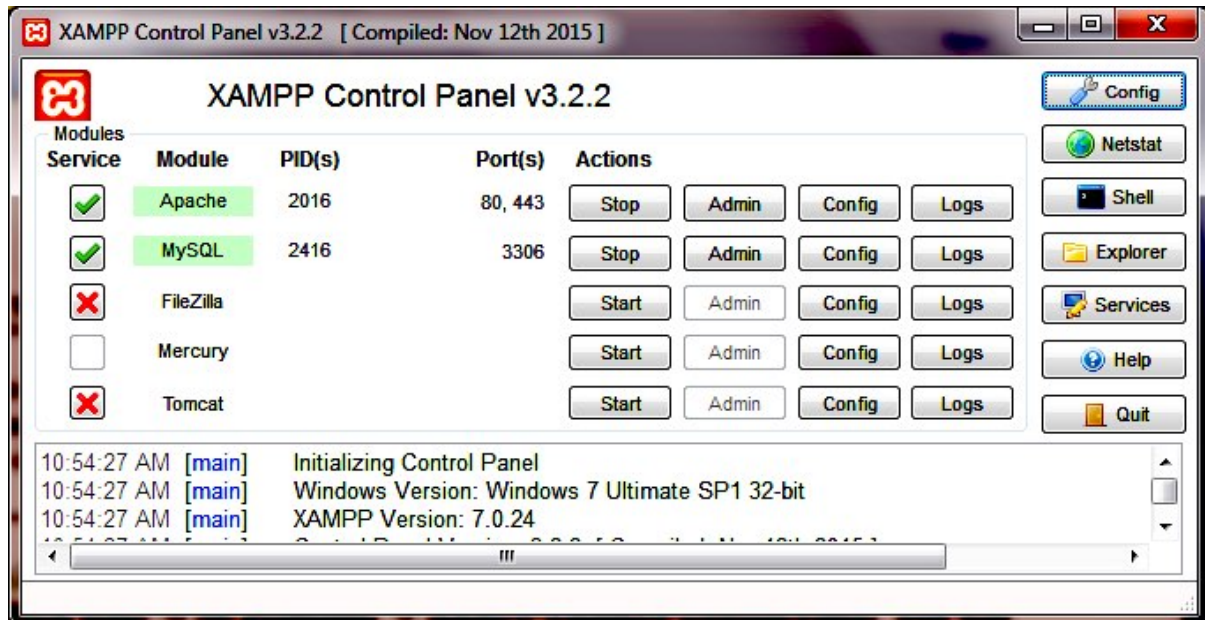 XAMPP Control Panel v3.2.2 [ Compiled: Nov 12th 2015 ]
XAMPP Control Panel v3.2.2
Modules
Service Module PID(s) Port(s) Actions
Apache 2016 80, 443 Stop Admin Config Logs
MySQL 2416 3306 Stop Admin Config Logs
FileZilla Start Admin Config Logs
Mercury Start Admin Config Logs
Tomcat Start Admin Config Logs
Config
Netstat
Shell
Explorer
Services
Help
Quit
10:54:27 AM [main] Initializing Control Panel
10:54:27 AM [main] Windows Version: Windows 7 Ultimate SP1 32-bit
10:54:27 AM [main] XAMPP Version: 7.0.24